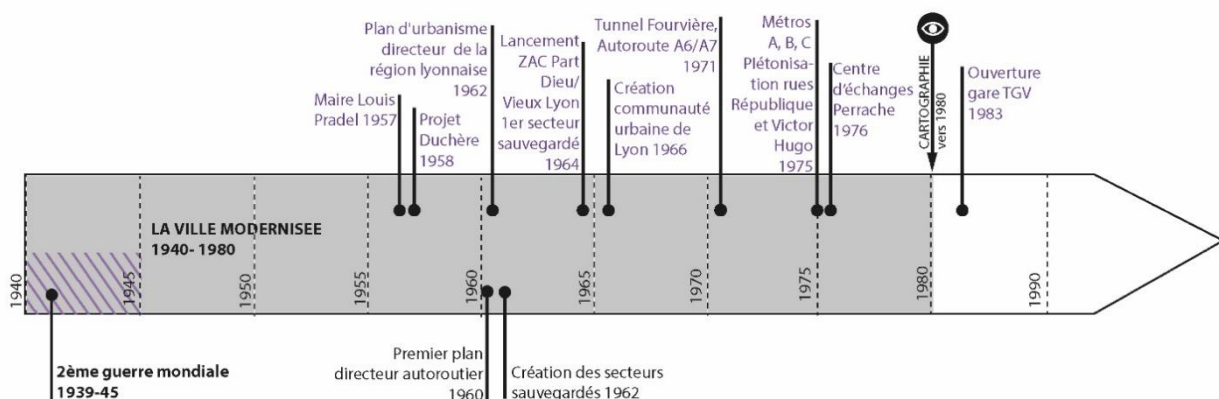 Maire Louis
Pradel 1957
Projet
Duchère
1958
Plan d'urbanisme
directeur de la
région lyonnaise
1962
Lancement
ZAC Part
Dieu/
Vieux Lyon
1er secteur
sauvegardé
1964
Création
communauté
urbaine de
Lyon 1966
Tunnel Fourvière,
Autoroute A6/A7
1971
Métros
A, B, C
Plétonisa-
tion rues
République
et Victor
Hugo
1975
Centre
d'échanges
Perrache
1976
CARTOGRAPHIE
vers 1980
Ouverture
gare TGV
1983
LA VILLE MODERNISEE
1940- 1980
1940
1945
1950
1955
1960
1965
1970
1975
1980
1990
2ème guerre mondiale
1939-45
Premier plan
directeur autoroutier
1960
Création des secteurs
sauvegardés 1962